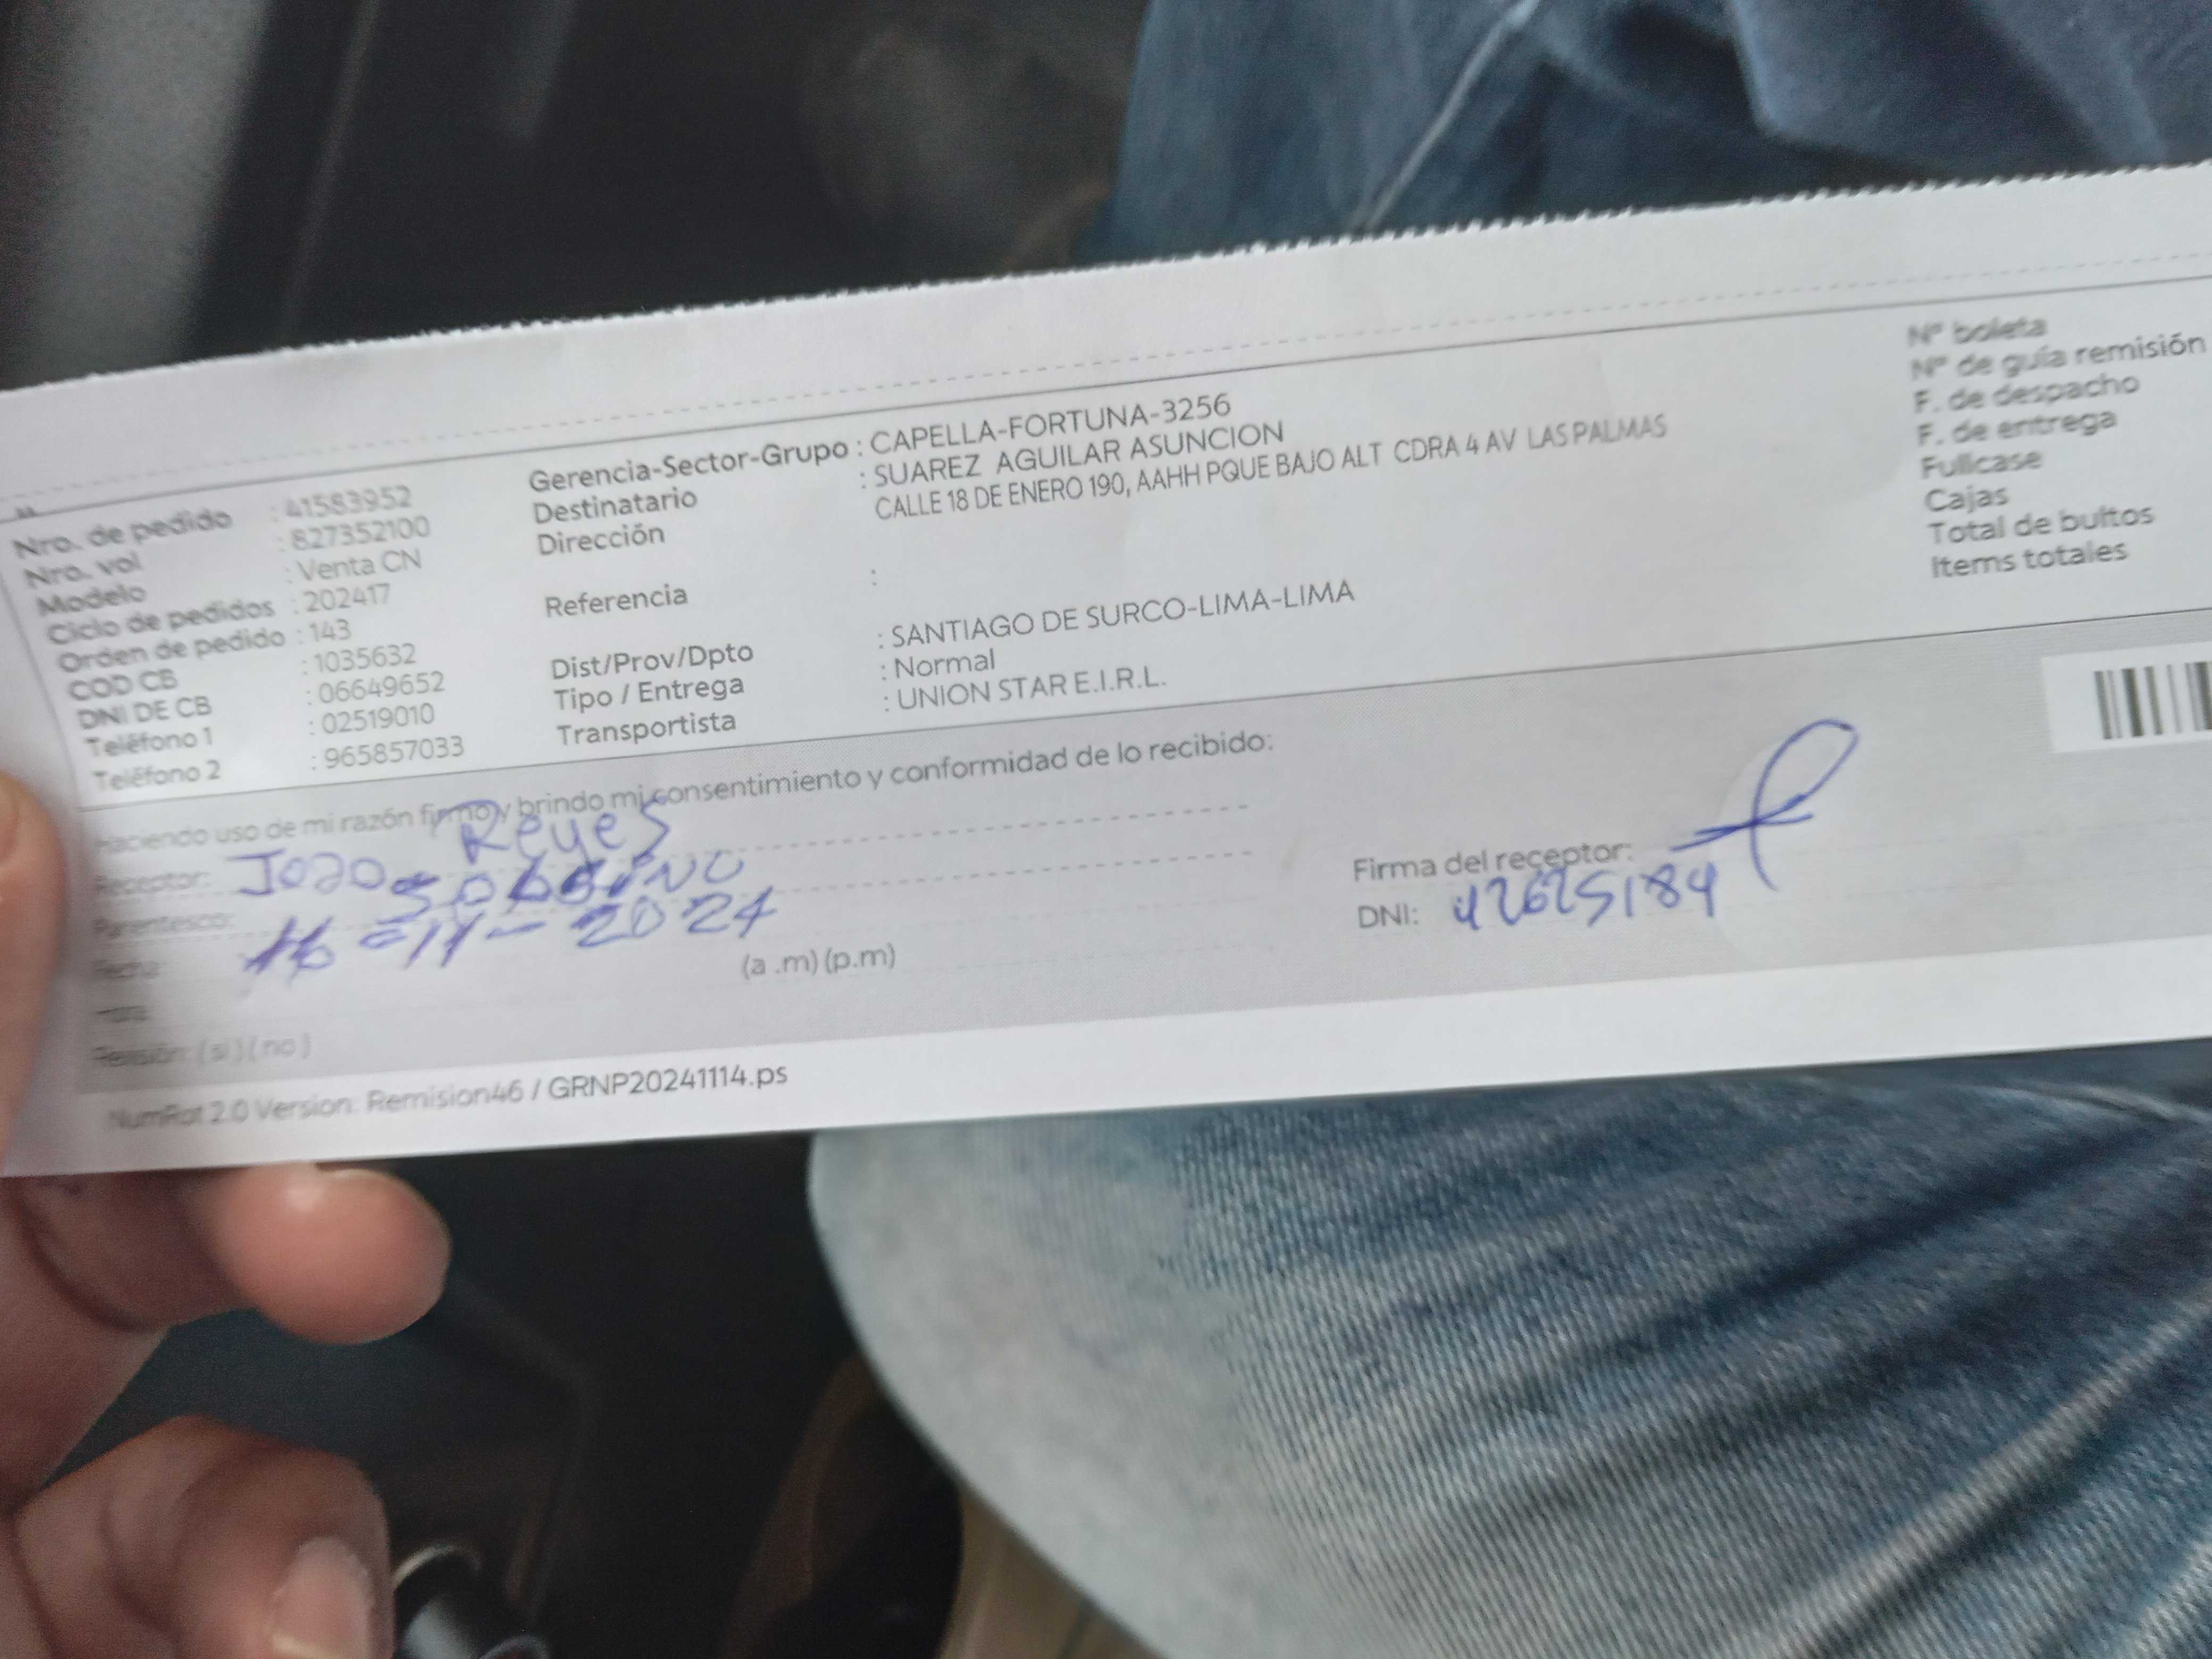 Nro. de pedido : 41583952
Nro. vol : 827352100
Modelo : Venta CN
Ciclo de pedidos : 202417
Orden de pedido : 143
COD CB : 1035632
DNI DE CB : 06649652
Teléfono 1 : 02519010
Teléfono 2 : 965857033
Gerencia-Sector-Grupo : CAPELLA-FORTUNA-3256
Destinatario : SUAREZ AGUILAR ASUNCION
Dirección CALLE 18 DE ENERO 190, AAHH PQUE BAJO ALT CDRA 4 AV LAS PALMAS
Referencia :
Dist/Prov/Dpto : SANTIAGO DE SURCO-LIMA-LIMA
Tipo / Entrega : Normal
Transportista : UNION STAR E.I.R.L.
N° boleta
N° de guía remisión
F. de despacho
F. de entrega
Fullcase
Cajas
Total de bultos
Items totales
Haciendo uso de mi razón firmo y brindo mi consentimiento y conformidad de lo recibido:
Receptor: Reyes
Parentesco: SOBRINO
Fecha: 16-11-2024
Hora: (a .m) (p.m)
Revisión: (si) (no)
Firma del receptor:
DNI: 42625184
NumRot 2.0 Version: Remision46 / GRNP20241114.ps